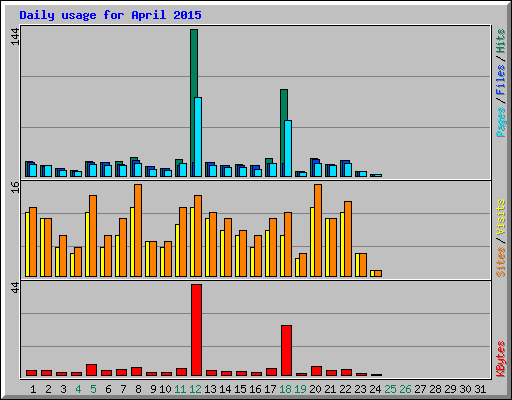 Daily usage for April 2015
144
Pages/Files/Hits
16
Sites/Visits
44
KBytes
1 2 3 4 5 6 7 8 9 10 11 12 13 14 15 16 17 18 19 20 21 22 23 24 25 26 27 28 29 30 31